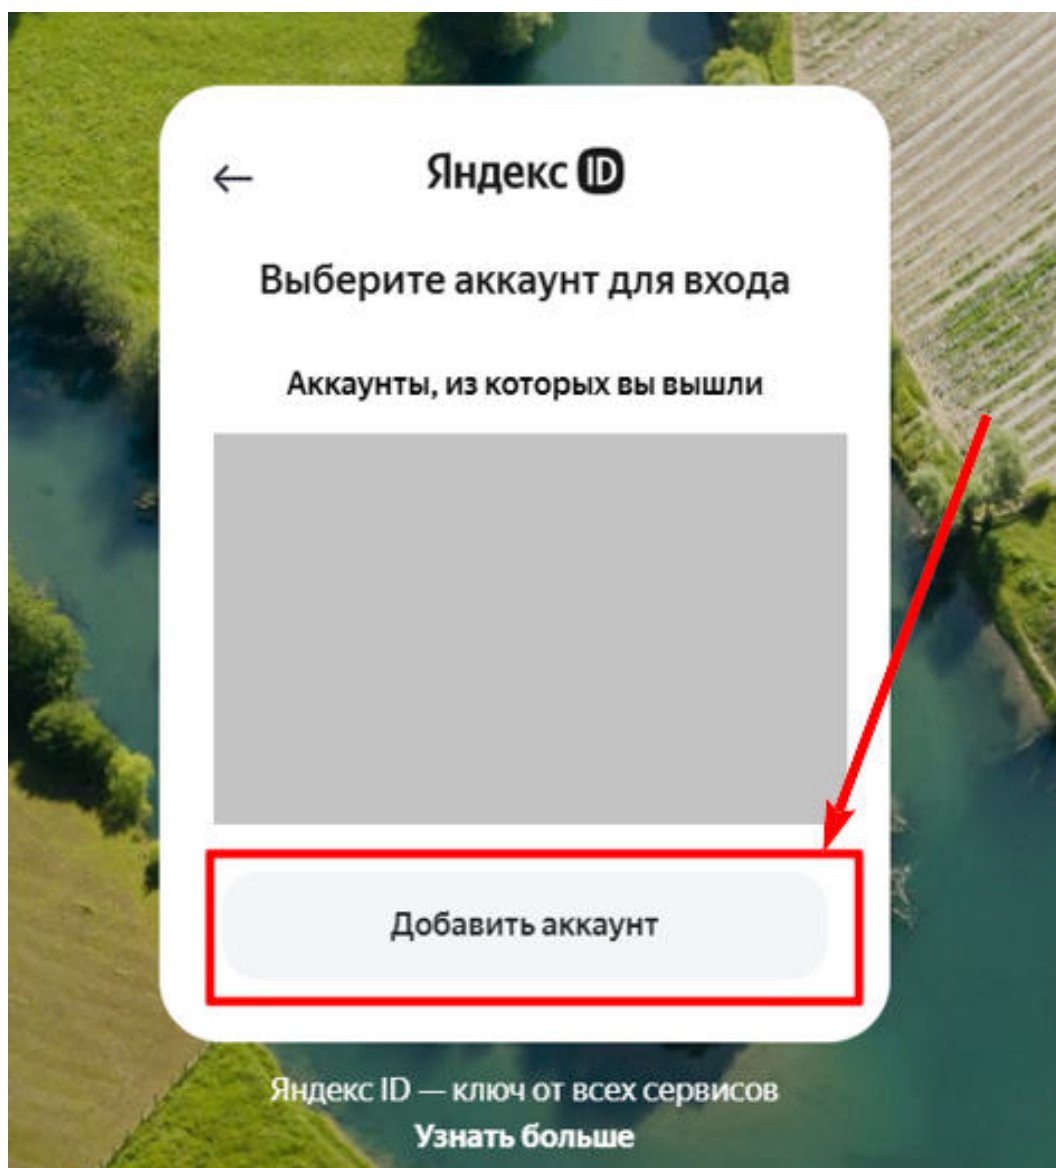 Яндекс ID
Выберите аккаунт для входа
Аккаунты, из которых вы вышли
Добавить аккаунт
Яндекс ID — ключ от всех сервисов
Узнать больше